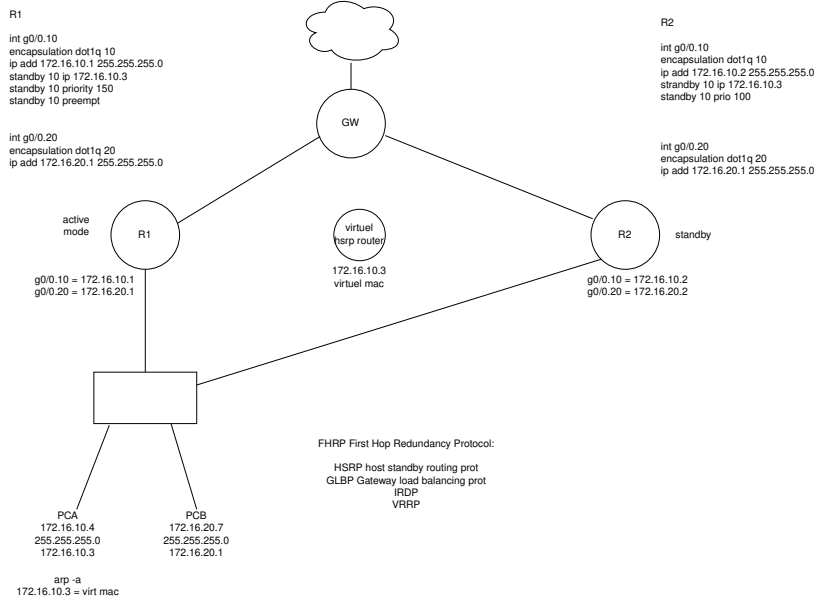 R1
int g0/0.10
encapsulation dot1q 10
ip add 172.16.10.1 255.255.255.0
standby 10 ip 172.16.10.3
standby 10 priority 150
standby 10 preempt
int g0/0.20
encapsulation dot1q 20
ip add 172.16.20.1 255.255.255.0
R2
int g0/0.10
encapsulation dot1q 10
ip add 172.16.10.2 255.255.255.0
strandby 10 ip 172.16.10.3
standby 10 prio 100
int g0/0.20
encapsulation dot1q 20
ip add 172.16.20.1 255.255.255.0
GW
active
mode
R1
virtuel
hsrp router
172.16.10.3
virtuel mac
R2
standby
g0/0.10 = 172.16.10.1
g0/0.20 = 172.16.20.1
g0/0.10 = 172.16.10.2
g0/0.20 = 172.16.20.2
FHRP First Hop Redundancy Protocol:
HSRP host standby routing prot
GLBP Gateway load balancing prot
IRDP
VRRP
PCA
172.16.10.4
255.255.255.0
172.16.10.3
PCB
172.16.20.7
255.255.255.0
172.16.20.1
arp -a
172.16.10.3 = virt mac